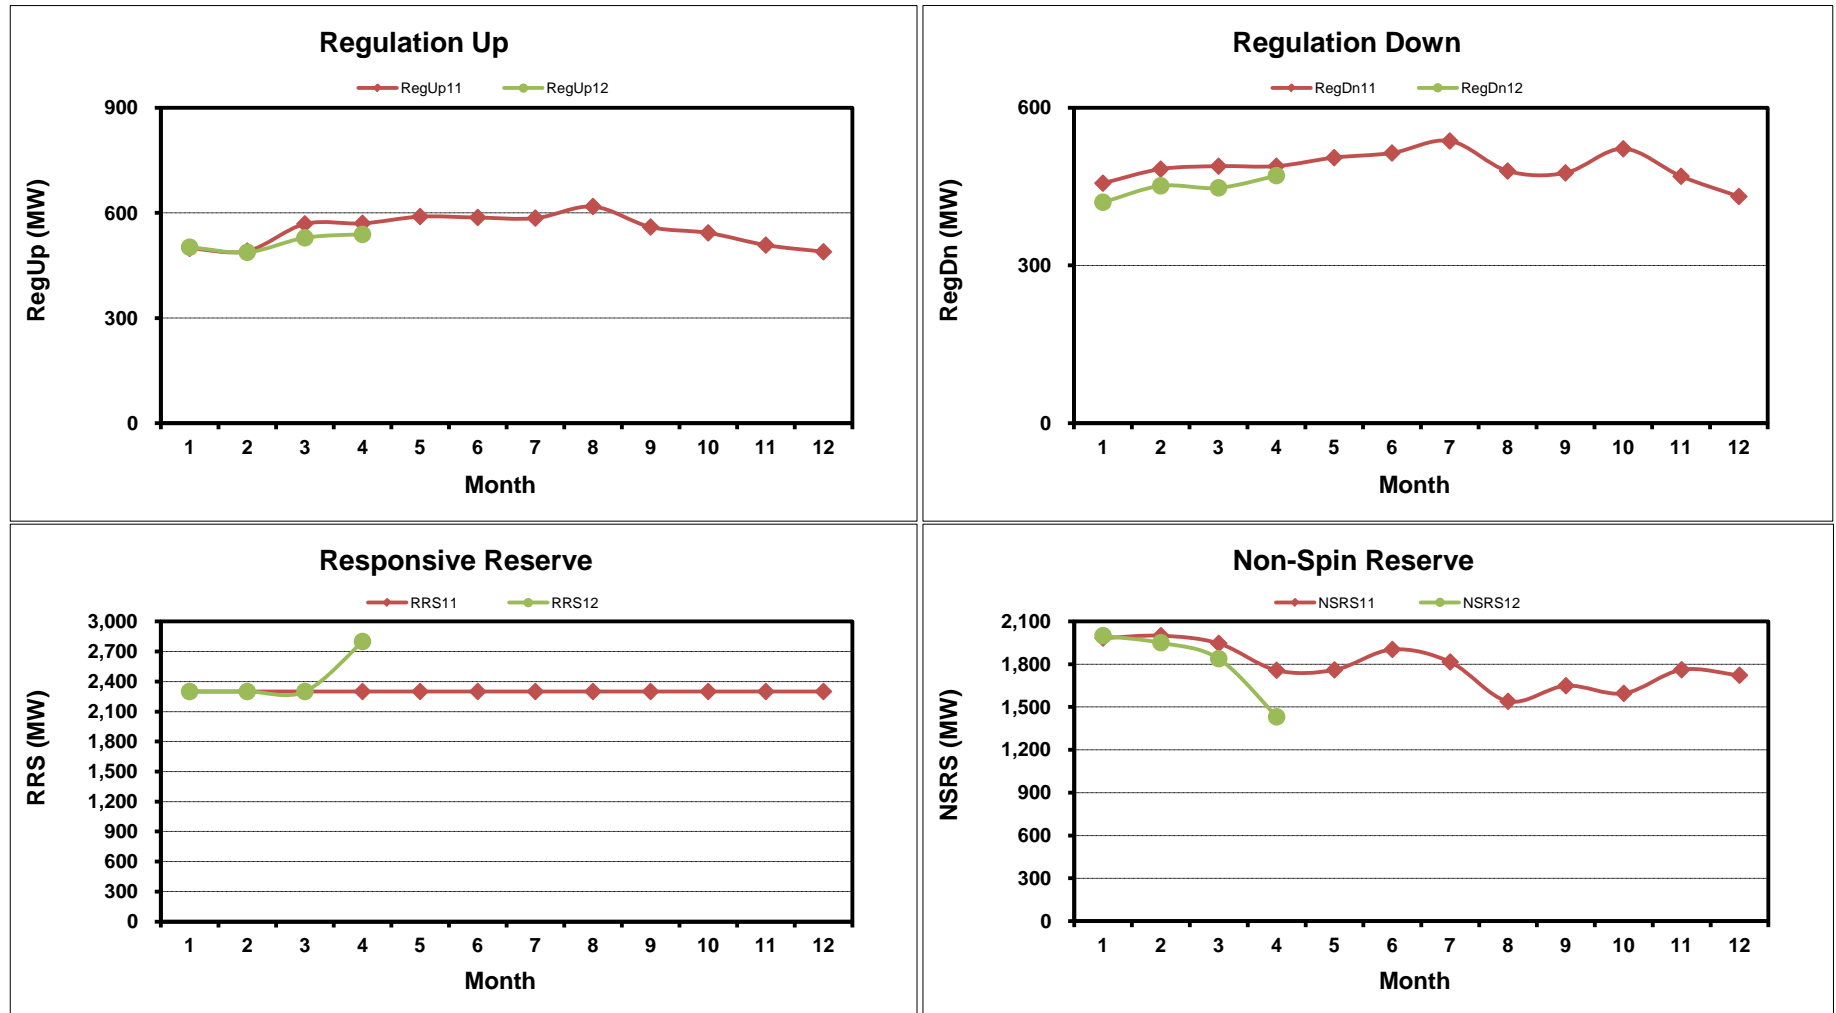 Regulation Up
RegUp11 RegUp12
900
600
300
0
RegUp (MW)
1 2 3 4 5 6 7 8 9 10 11 12
Month
Regulation Down
RegDn11 RegDn12
600
300
0
RegDn (MW)
1 2 3 4 5 6 7 8 9 10 11 12
Month
Responsive Reserve
RRS11 RRS12
3,000
2,700
2,400
2,100
1,800
1,500
1,200
900
600
300
0
RRS (MW)
1 2 3 4 5 6 7 8 9 10 11 12
Month
Non-Spin Reserve
NSRS11 NSRS12
2,100
1,800
1,500
1,200
900
600
300
0
NSRS (MW)
1 2 3 4 5 6 7 8 9 10 11 12
Month